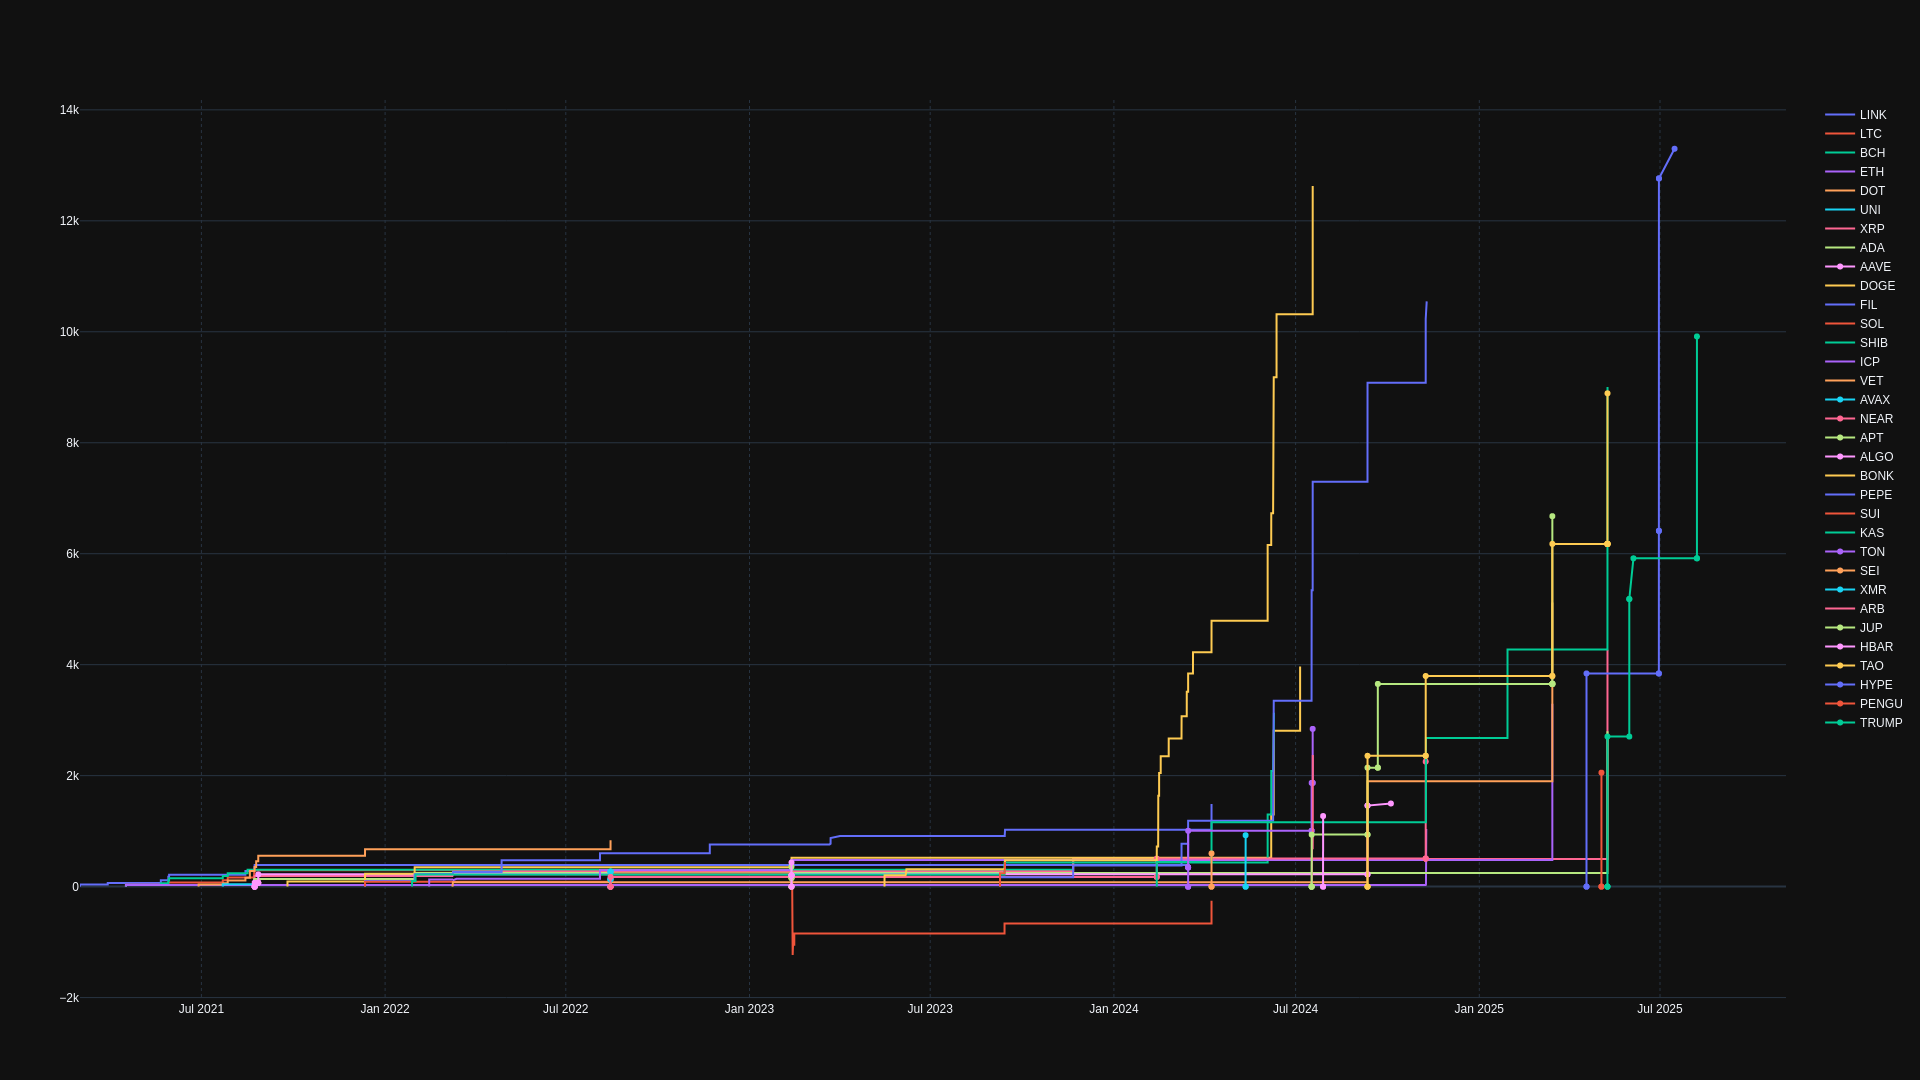 14k
12k
10k
8k
6k
4k
2k
0
−2k
Jul 2021 Jan 2022 Jul 2022 Jan 2023 Jul 2023 Jan 2024 Jul 2024 Jan 2025 Jul 2025
LINK
LTC
BCH
ETH
DOT
UNI
XRP
ADA
AAVE
DOGE
FIL
SOL
SHIB
ICP
VET
AVAX
NEAR
APT
ALGO
BONK
PEPE
SUI
KAS
TON
SEI
XMR
ARB
JUP
HBAR
TAO
HYPE
PENGU
TRUMP